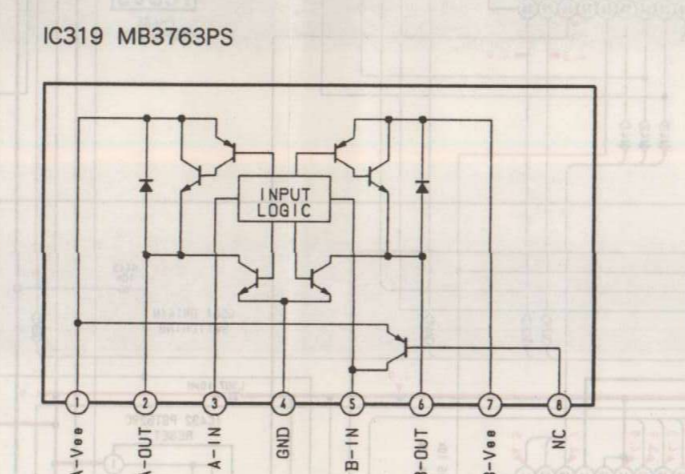 IC319 MB3763PS
INPUT
LOGIC
1
2
3
4
5
6
7
8
A-Vee
A-OUT
A-IN
GND
B-IN
B-OUT
B-Vee
NC